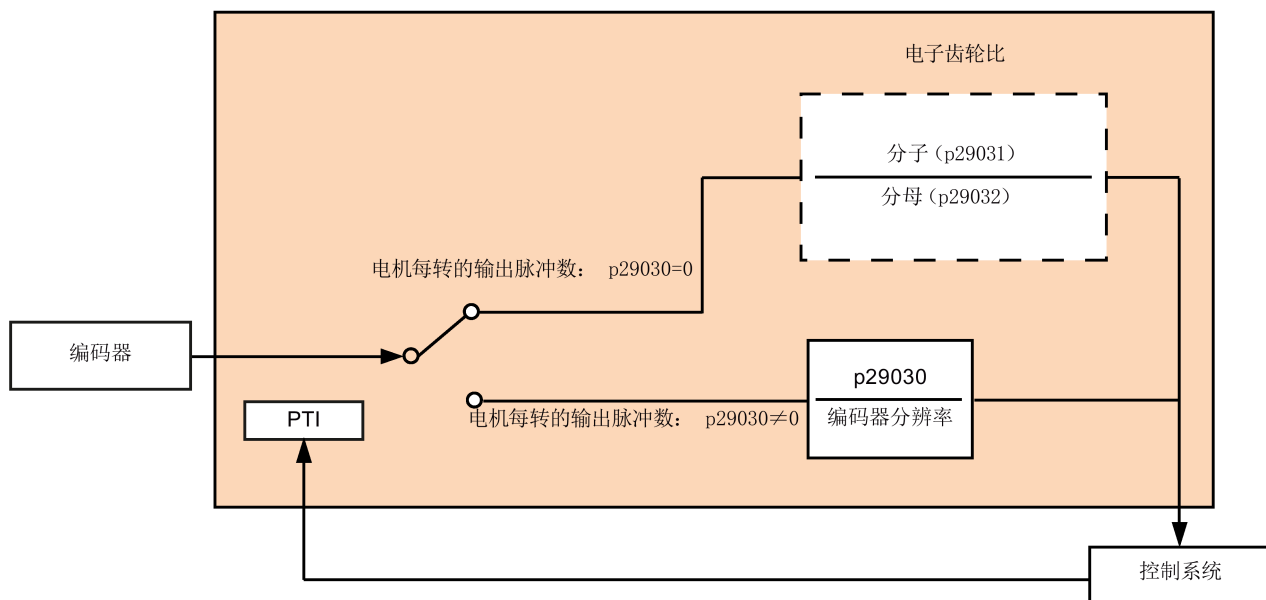 电子齿轮比
分子(p29031)
分母(p29032)
电机每转的输出脉冲数： p29030=0
编码器
p29030
编码器分辨率
PTI
电机每转的输出脉冲数： p29030≠0
控制系统